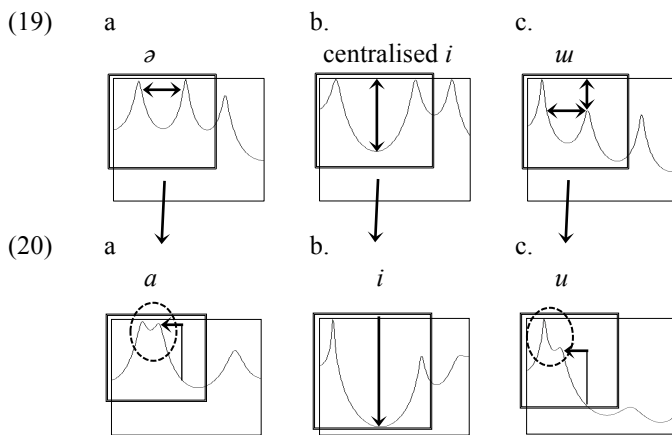 (19) a b. c.
ə centralised i ɯ
(20) a b. c.
a i u